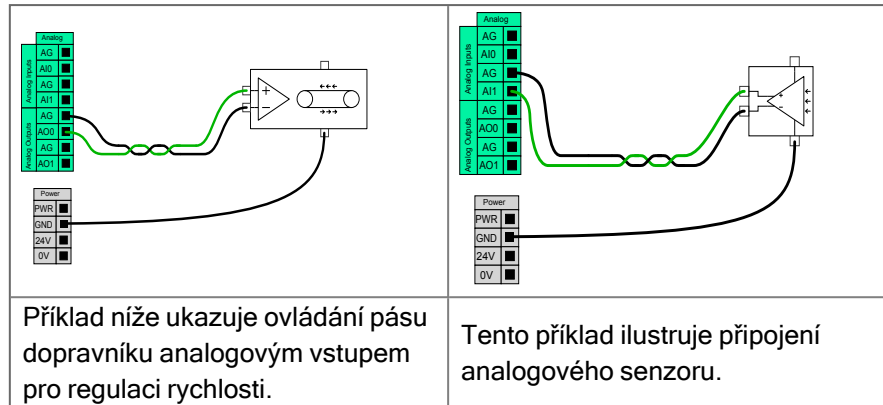 Analog
Analog Inputs
AG
AI0
AG
AI1
Analog Outputs
AG
AO0
AG
AO1
Power
PWR
GND
24V
0V
+
−
Příklad níže ukazuje ovládání pásu
dopravníku analogovým vstupem
pro regulaci rychlosti.
Analog
Analog Inputs
AG
AI0
AG
AI1
Analog Outputs
AG
AO0
AG
AO1
Power
PWR
GND
24V
0V
+
−
Tento příklad ilustruje připojení
analogového senzoru.